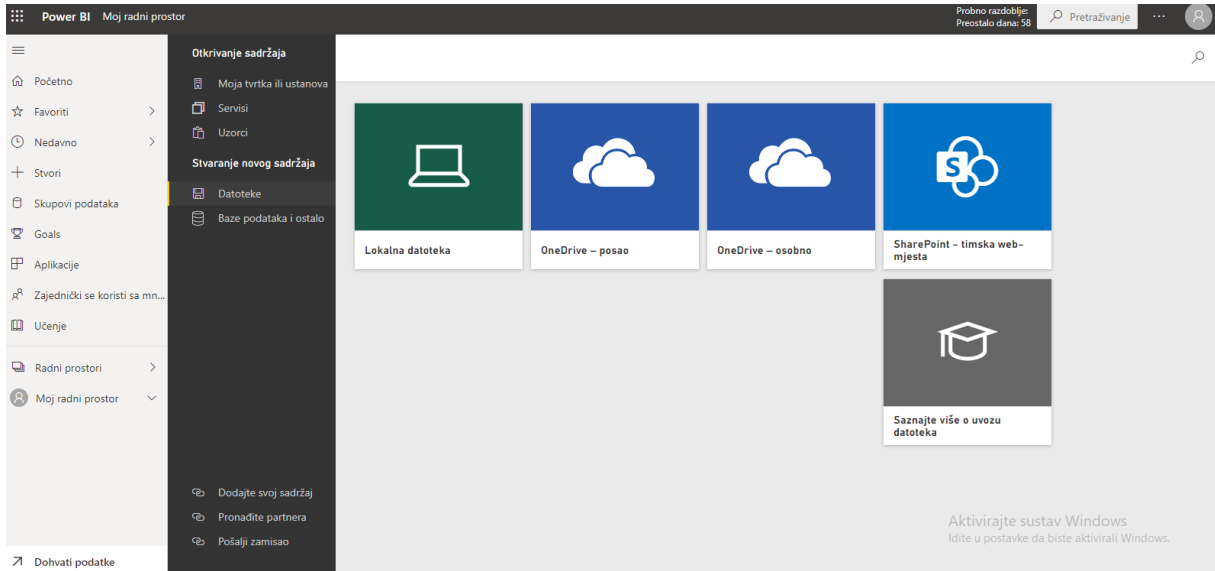 Power BI Moj radni prostor
Probno razdoblje:
Preostalo dana: 58
Pretraživanje
Početno
Favoriti
Nedavno
Stvori
Skupovi podataka
Goals
Aplikacije
Zajednički se koristi sa mn...
Učenje
Radni prostori
Moj radni prostor
Dohvati podatke
Otkrivanje sadržaja
Moja tvrtka ili ustanova
Servisi
Uzorci
Stvaranje novog sadržaja
Datoteke
Baze podataka i ostalo
Dodajte svoj sadržaj
Pronađite partnera
Pošalji zamisao
Lokalna datoteka
OneDrive – posao
OneDrive – osobno
S
SharePoint – timska web-
mjesta
Saznajte više o uvozu
datoteka
Aktivirajte sustav Windows
Idite u postavke da biste aktivirali Windows.